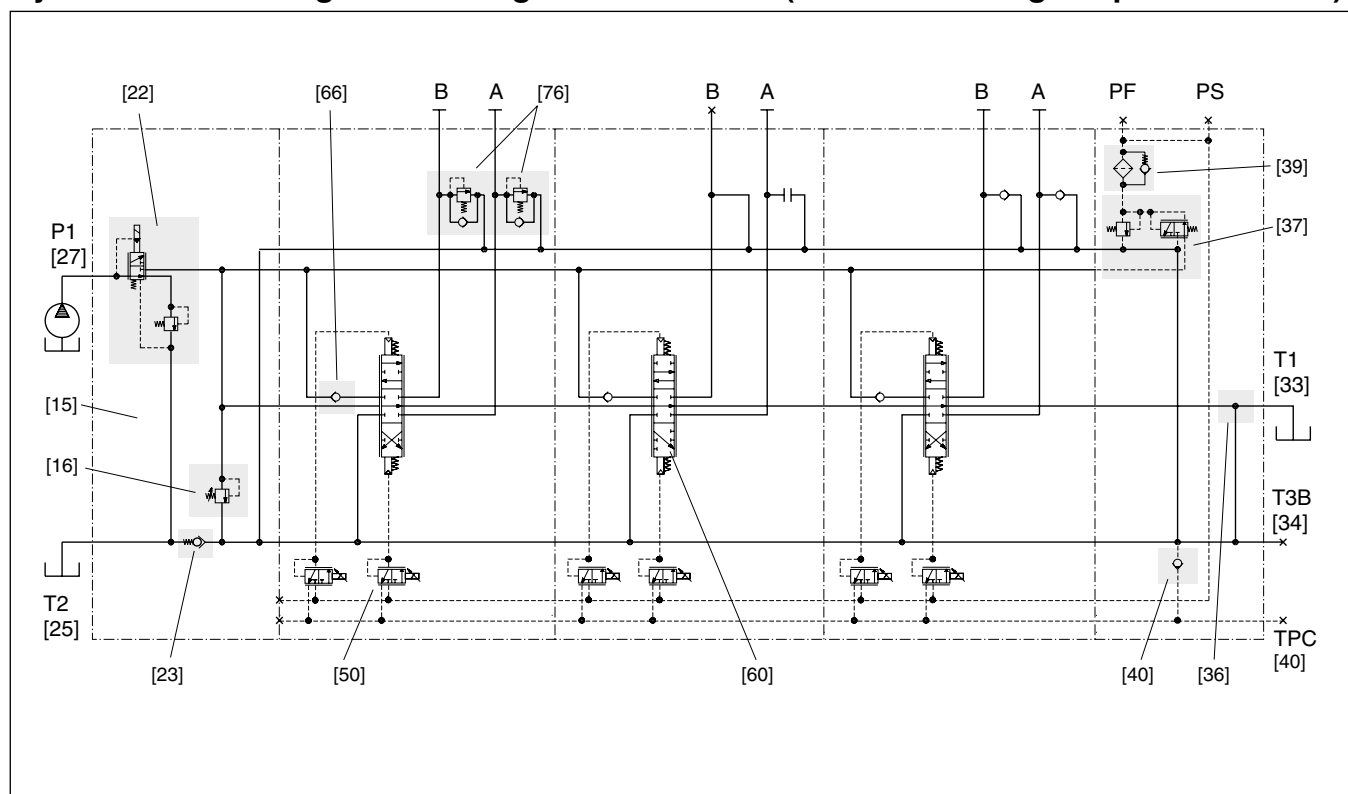 [22]
[66]
B
A
[76]
B
A
B
A
PF
PS
[39]
P1
[27]
[37]
T1
[33]
[15]
[16]
T3B
[34]
T2
[25]
TPC
[40]
[23]
[50]
[60]
[40]
[36]